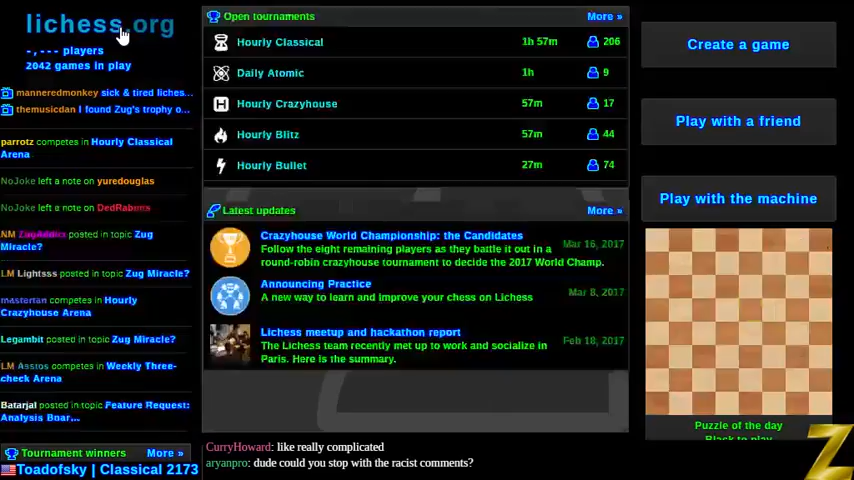 lichess.org
-,--- players
2042 games in play
manneredmonkey sick & tired liches...
themusicdan I found Zug's trophy o...
parrotz competes in Hourly Classical
Arena
NoJoke left a note on yuredouglas
NoJoke left a note on DedRabbits
NM ZugAddict posted in topic Zug
Miracle?
LM Lightsss posted in topic Zug Miracle?
masterian competes in Hourly
Crazyhouse Arena
Legambit posted in topic Zug Miracle?
LM competes in Weekly Three-
check Arena
Batarjal posted in topic Feature Request:
Analysis Boar...
Tournament winners More »
Toadofsky | Classical 2173
Open tournaments More »
Hourly Classical 1h 57m 206
Daily Atomic 1h 9
Hourly Crazyhouse 57m 17
Hourly Blitz 57m 44
Hourly Bullet 27m 74
Latest updates More »
Crazyhouse World Championship: the Candidates
Follow the eight remaining players as they battle it out in a
round-robin crazyhouse tournament to decide the 2017 World Champ.
Mar 16, 2017
Announcing Practice
A new way to learn and improve your chess on Lichess
Mar 8, 2017
Lichess meetup and hackathon report
The Lichess team recently met up to work and socialize in
Paris. Here is the summary.
Feb 18, 2017
CurryHoward: like really complicated
aryanpro: dude could you stop with the racist comments?
Create a game
Play with a friend
Play with the machine
Puzzle of the day
Black to play
Z